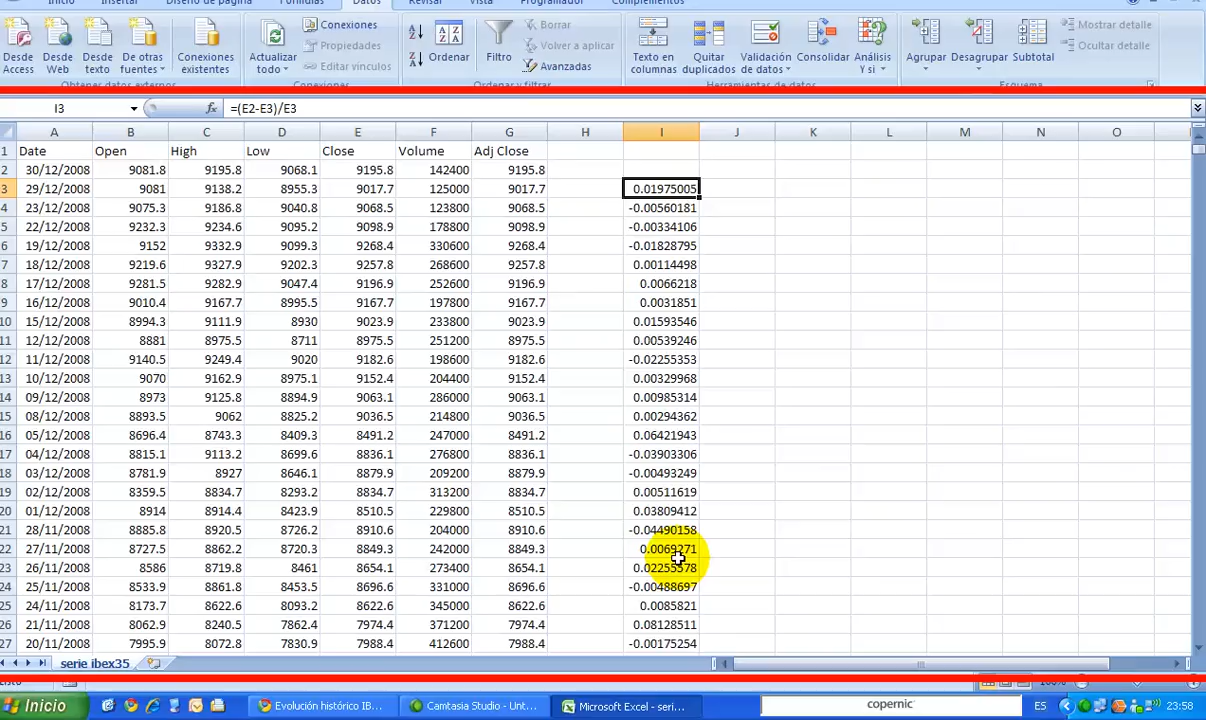 Inicio Insertar Diseño de página Fórmulas Datos Revisar Vista Programador Complementos
Desde Access
Desde Web
Desde texto
De otras fuentes
Conexiones existentes
Actualizar todo
Conexiones
Propiedades
Editar vínculos
Ordenar
Filtro
Borrar
Volver a aplicar
Avanzadas
Texto en columnas
Quitar duplicados
Validación de datos
Consolidar
Análisis Y si
Agrupar
Desagrupar
Subtotal
Mostrar detalle
Ocultar detalle
Obtener datos externos Conexiones Ordenar y filtrar Herramientas de datos Esquema
I3 fx =(E2-E3)/E3
A B C D E F G H I J K L M N O
1 Date Open High Low Close Volume Adj Close
2 30/12/2008 9081.8 9195.8 9068.1 9195.8 142400 9195.8
3 29/12/2008 9081 9138.2 8955.3 9017.7 125000 9017.7 0.01975005
4 23/12/2008 9075.3 9186.8 9040.8 9068.5 123800 9068.5 -0.00560181
5 22/12/2008 9232.3 9234.6 9095.2 9098.9 178800 9098.9 -0.00334106
6 19/12/2008 9152 9332.9 9099.3 9268.4 330600 9268.4 -0.01828795
7 18/12/2008 9219.6 9327.9 9202.3 9257.8 268600 9257.8 0.00114498
8 17/12/2008 9281.5 9282.9 9047.4 9196.9 252600 9196.9 0.0066218
9 16/12/2008 9010.4 9167.7 8995.5 9167.7 197800 9167.7 0.0031851
10 15/12/2008 8994.3 9111.9 8930 9023.9 233800 9023.9 0.01593546
11 12/12/2008 8881 8975.5 8711 8975.5 251200 8975.5 0.00539246
12 11/12/2008 9140.5 9249.4 9020 9182.6 198600 9182.6 -0.02255353
13 10/12/2008 9070 9162.9 8975.1 9152.4 204400 9152.4 0.00329968
14 09/12/2008 8973 9125.8 8894.9 9063.1 286000 9063.1 0.00985314
15 08/12/2008 8893.5 9062 8825.2 9036.5 214800 9036.5 0.00294362
16 05/12/2008 8696.4 8743.3 8409.3 8491.2 247000 8491.2 0.06421943
17 04/12/2008 8815.1 9113.2 8699.6 8836.1 276800 8836.1 -0.03903306
18 03/12/2008 8781.9 8927 8646.1 8879.9 209200 8879.9 -0.00493249
19 02/12/2008 8359.5 8834.7 8293.2 8834.7 313200 8834.7 0.00511619
20 01/12/2008 8914 8914.4 8423.9 8510.5 229800 8510.5 0.03809412
21 28/11/2008 8885.8 8920.5 8726.2 8910.6 204000 8910.6 -0.04490158
22 27/11/2008 8727.5 8862.2 8720.3 8849.3 242000 8849.3 0.0069271
23 26/11/2008 8586 8719.8 8461 8654.1 273400 8654.1 0.02255578
24 25/11/2008 8533.9 8861.8 8453.5 8696.6 331000 8696.6 -0.00488697
25 24/11/2008 8173.7 8622.6 8093.2 8622.6 345000 8622.6 0.0085821
26 21/11/2008 8062.9 8240.5 7862.4 7974.4 371200 7974.4 0.08128511
27 20/11/2008 7995.9 8072.8 7830.9 7988.4 412600 7988.4 -0.00175254
serie ibex35
Listo 100%
Inicio Evolución histórico IB... Camtasia Studio - Unt... Microsoft Excel - seri... copernic ES 23:58